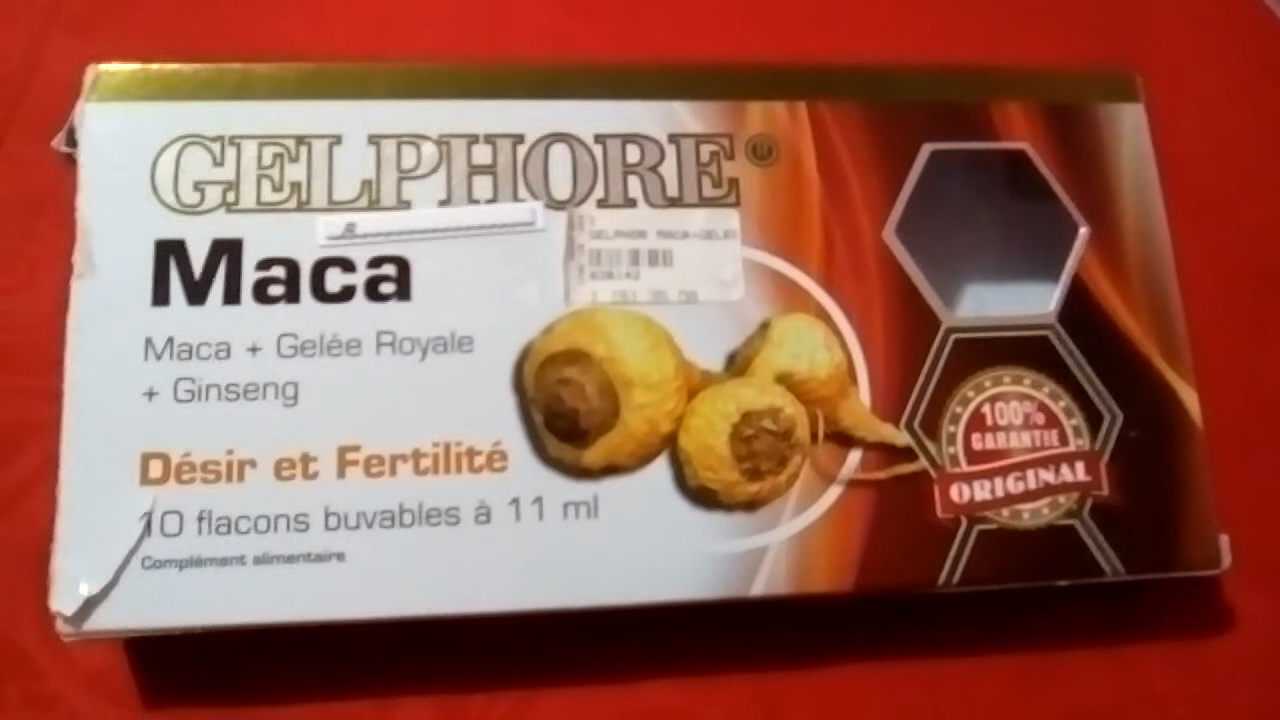 GELPHORE®
Maca
Maca + Gelée Royale
+ Ginseng
Désir et Fertilité
10 flacons buvables à 11 ml
Complément alimentaire
100%
GARANTIE
ORIGINAL